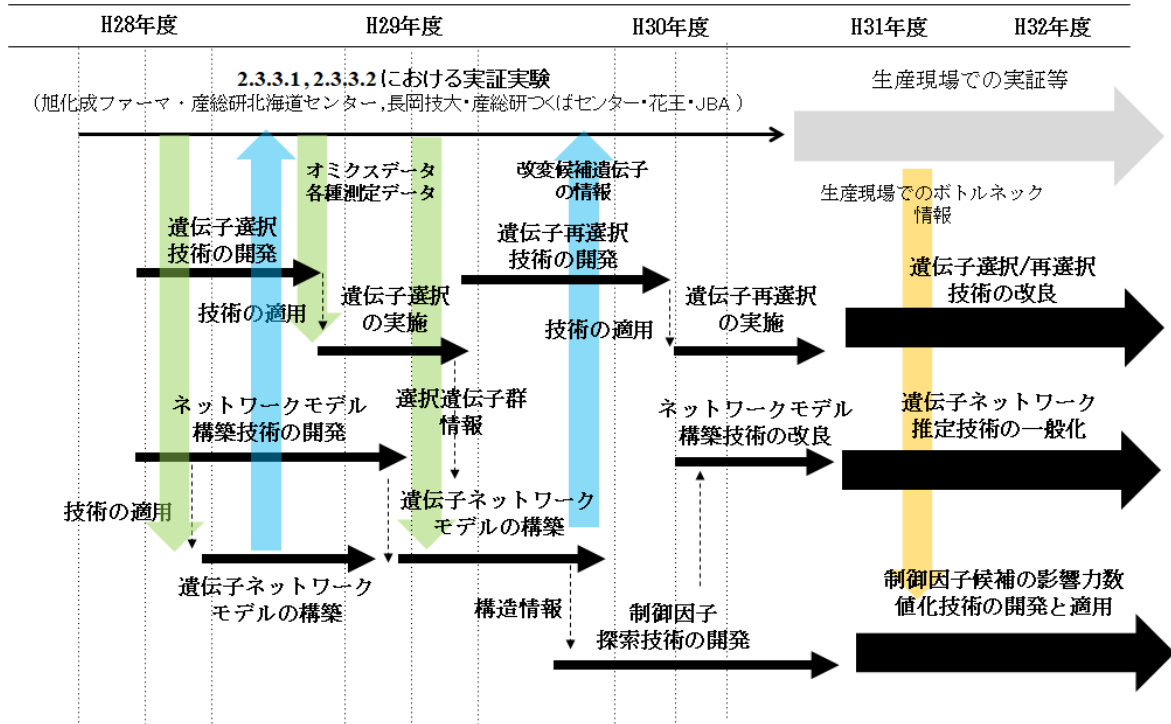 H28年度 H29年度 H30年度 H31年度 H32年度
2.3.3.1, 2.3.3.2 における実証実験
(旭化成ファーマ・産総研北海道センター,長岡技大・産総研つくばセンター・花王・JBA )
生産現場での実証等
オミクスデータ
各種測定データ
改変候補遺伝子
の情報
生産現場でのボトルネック
情報
遺伝子選択
技術の開発
遺伝子再選択
技術の開発
遺伝子選択/再選択
技術の改良
技術の適用
遺伝子選択
の実施
技術の適用
遺伝子再選択
の実施
ネットワークモデル
構築技術の開発
選択遺伝子群
情報
ネットワークモデル
構築技術の改良
遺伝子ネットワーク
推定技術の一般化
技術の適用
遺伝子ネットワーク
モデルの構築
遺伝子ネットワーク
モデルの構築
構造情報
制御因子
探索技術の開発
制御因子候補の影響力数
値化技術の開発と適用